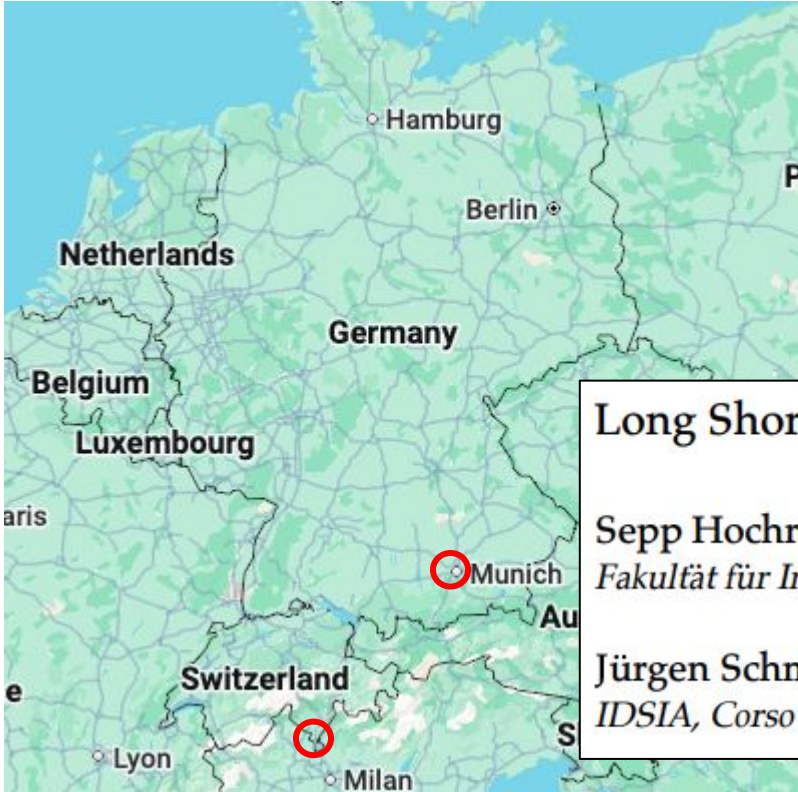 Hamburg
Berlin
P
Netherlands
Germany
Belgium
Luxembourg
aris
Munich
Au
Switzerland
e
Lyon
Milan
Sl
Long Shor
Sepp Hochr
Fakultät für In
Jürgen Schm
IDSIA, Corso